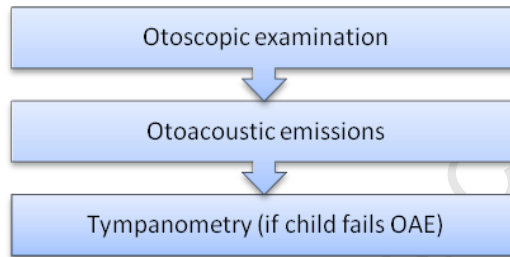 Otoscopic examination
Otoacoustic emissions
Tympanometry (if child fails OAE)